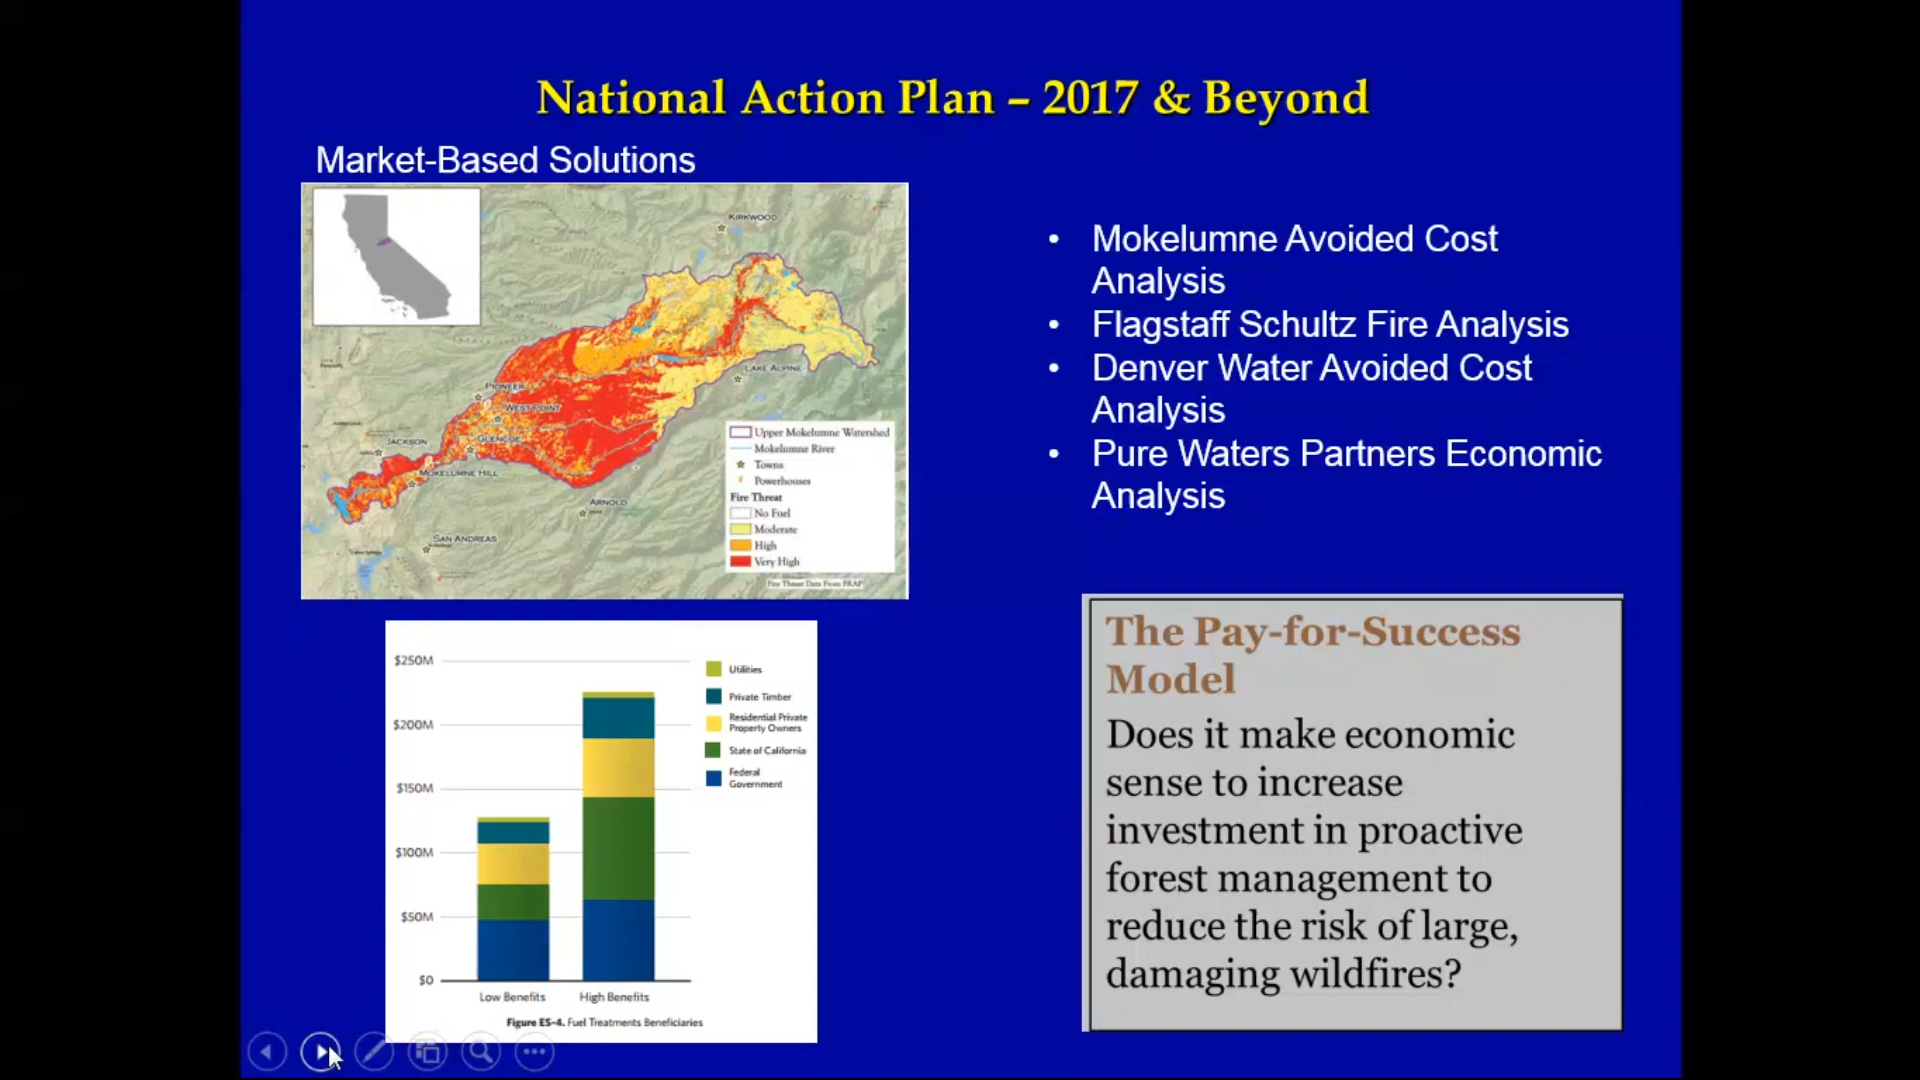 National Action Plan – 2017 & Beyond
Market-Based Solutions
KIRKWOOD
LAKE ALPINE
PIONEER
WEST POINT
GLENCOE
JACKSON
MOKELUMNE HILL
ARNOLD
SAN ANDREAS
Upper Mokelumne Watershed
Mokelumne River
Towns
Powerhouses
Fire Threat
No Fuel
Moderate
High
Very High
Fire Threat Data From FRAP
• Mokelumne Avoided Cost
Analysis
• Flagstaff Schultz Fire Analysis
• Denver Water Avoided Cost
Analysis
• Pure Waters Partners Economic
Analysis
$250M
$200M
$150M
$100M
$50M
$0
Low Benefits
High Benefits
Utilities
Private Timber
Residential Private
Property Owners
State of California
Federal
Government
Figure ES-4. Fuel Treatments Beneficiaries
The Pay-for-Success
Model
Does it make economic
sense to increase
investment in proactive
forest management to
reduce the risk of large,
damaging wildfires?